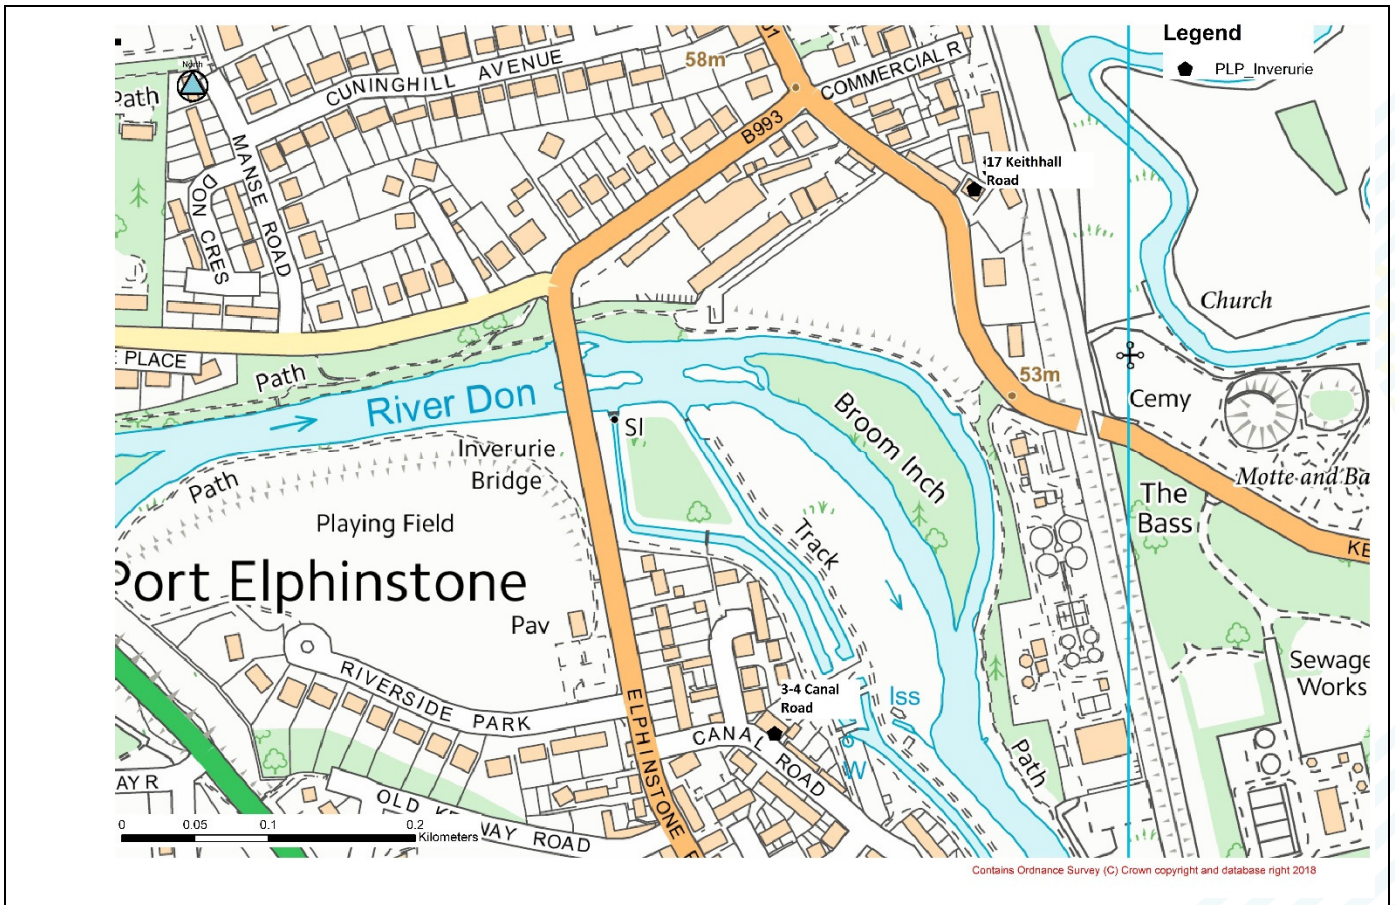 Legend
PLP_Inverurie
North
Path
CUNINGHILL AVENUE
58m
COMMERCIAL R
B993
MANSE ROAD
DON CRES
17 Keithhall
Road
Church
E PLACE
Path
River Don
53m
Cemy
Broom Inch
Sl
Inverurie
Bridge
Motte and Ba
Path
The
Bass
Playing Field
Track
KE
Port Elphinstone
Pav
Sewage
Works
RIVERSIDE PARK
3-4 Canal
Road
Iss
ELPHINSTONE
CANAL ROAD
W
Path
AY R
OLD
WAY ROAD
0 0.05 0.1 0.2
Kilometers
Contains Ordnance Survey (C) Crown copyright and database right 2018